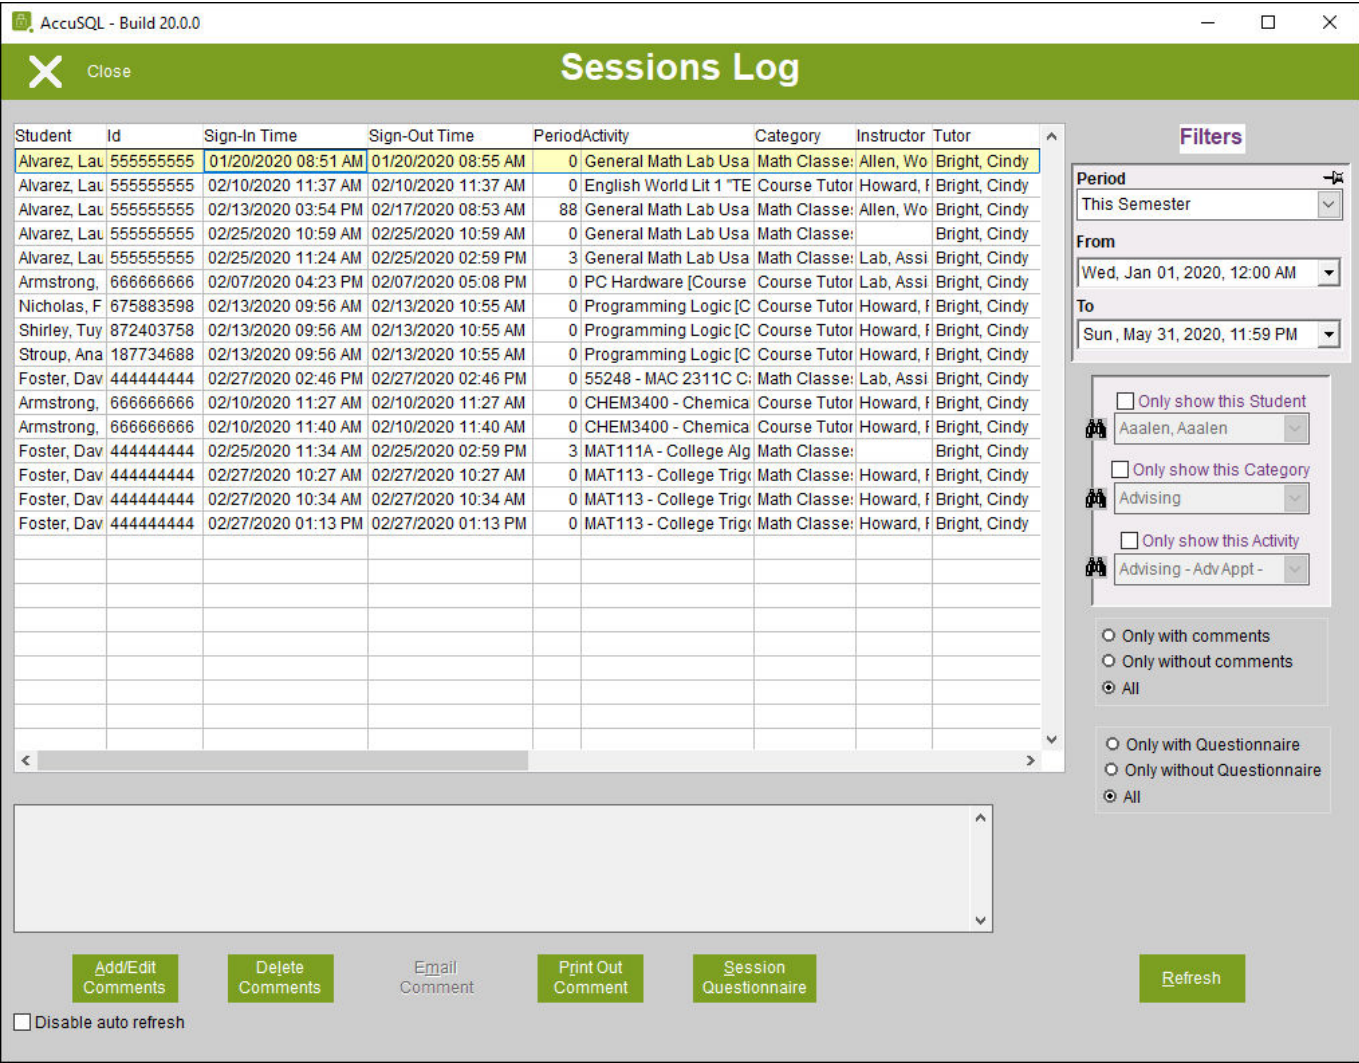 AccuSQL - Build 20.0.0
Close
Sessions Log
Student Id Sign-In Time Sign-Out Time Period Activity Category Instructor Tutor
Alvarez, Lau 555555555 01/20/2020 08:51 AM 01/20/2020 08:55 AM 0 General Math Lab Usa Math Classes Allen, Wo Bright, Cindy
Alvarez, Lau 555555555 02/10/2020 11:37 AM 02/10/2020 11:37 AM 0 English World Lit 1 "TE Course Tutor Howard, F Bright, Cindy
Alvarez, Lau 555555555 02/13/2020 03:54 PM 02/17/2020 08:53 AM 88 General Math Lab Usa Math Classes Allen, Wo Bright, Cindy
Alvarez, Lau 555555555 02/25/2020 10:59 AM 02/25/2020 10:59 AM 0 General Math Lab Usa Math Classes Bright, Cindy
Alvarez, Lau 555555555 02/25/2020 11:24 AM 02/25/2020 02:59 PM 3 General Math Lab Usa Math Classes Lab, Assi Bright, Cindy
Armstrong, 666666666 02/07/2020 04:23 PM 02/07/2020 05:08 PM 0 PC Hardware [Course Course Tutor Lab, Assi Bright, Cindy
Nicholas, F 675883598 02/13/2020 09:56 AM 02/13/2020 10:55 AM 0 Programming Logic [C Course Tutor Howard, F Bright, Cindy
Shirley, Tuy 872403758 02/13/2020 09:56 AM 02/13/2020 10:55 AM 0 Programming Logic [C Course Tutor Howard, F Bright, Cindy
Stroup, Ana 187734688 02/13/2020 09:56 AM 02/13/2020 10:55 AM 0 Programming Logic [C Course Tutor Howard, F Bright, Cindy
Foster, Dav 444444444 02/27/2020 02:46 PM 02/27/2020 02:46 PM 0 55248 - MAC 2311C Ca Math Classes Lab, Assi Bright, Cindy
Armstrong, 666666666 02/10/2020 11:27 AM 02/10/2020 11:27 AM 0 CHEM3400 - Chemical Course Tutor Howard, F Bright, Cindy
Armstrong, 666666666 02/10/2020 11:40 AM 02/10/2020 11:40 AM 0 CHEM3400 - Chemical Course Tutor Howard, F Bright, Cindy
Foster, Dav 444444444 02/25/2020 11:34 AM 02/25/2020 02:59 PM 3 MAT111A - College Alg Math Classes Bright, Cindy
Foster, Dav 444444444 02/27/2020 10:27 AM 02/27/2020 10:27 AM 0 MAT113 - College Trigo Math Classes Howard, F Bright, Cindy
Foster, Dav 444444444 02/27/2020 10:34 AM 02/27/2020 10:34 AM 0 MAT113 - College Trigo Math Classes Howard, F Bright, Cindy
Foster, Dav 444444444 02/27/2020 01:13 PM 02/27/2020 01:13 PM 0 MAT113 - College Trigo Math Classes Howard, F Bright, Cindy
Filters
Period
This Semester
From
Wed, Jan 01, 2020, 12:00 AM
To
Sun, May 31, 2020, 11:59 PM
Only show this Student
Aaalen, Aaalen
Only show this Category
Advising
Only show this Activity
Advising - Adv Appt -
Only with comments
Only without comments
All
Only with Questionnaire
Only without Questionnaire
All
Add/Edit
Comments
Delete
Comments
Email
Comment
Print Out
Comment
Session
Questionnaire
Refresh
Disable auto refresh